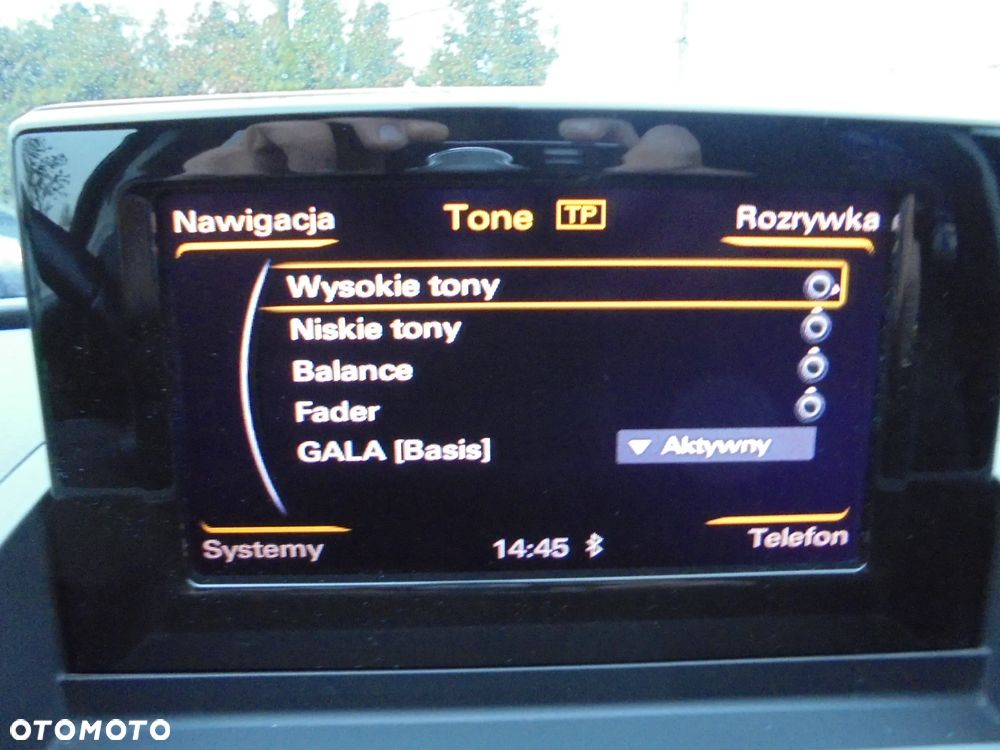 Nawigacja Tone TP Rozrywka
Wysokie tony
Niskie tony
Balance
Fader
GALA [Basis] Aktywny
Systemy 14:45 Telefon
OTOMOTO